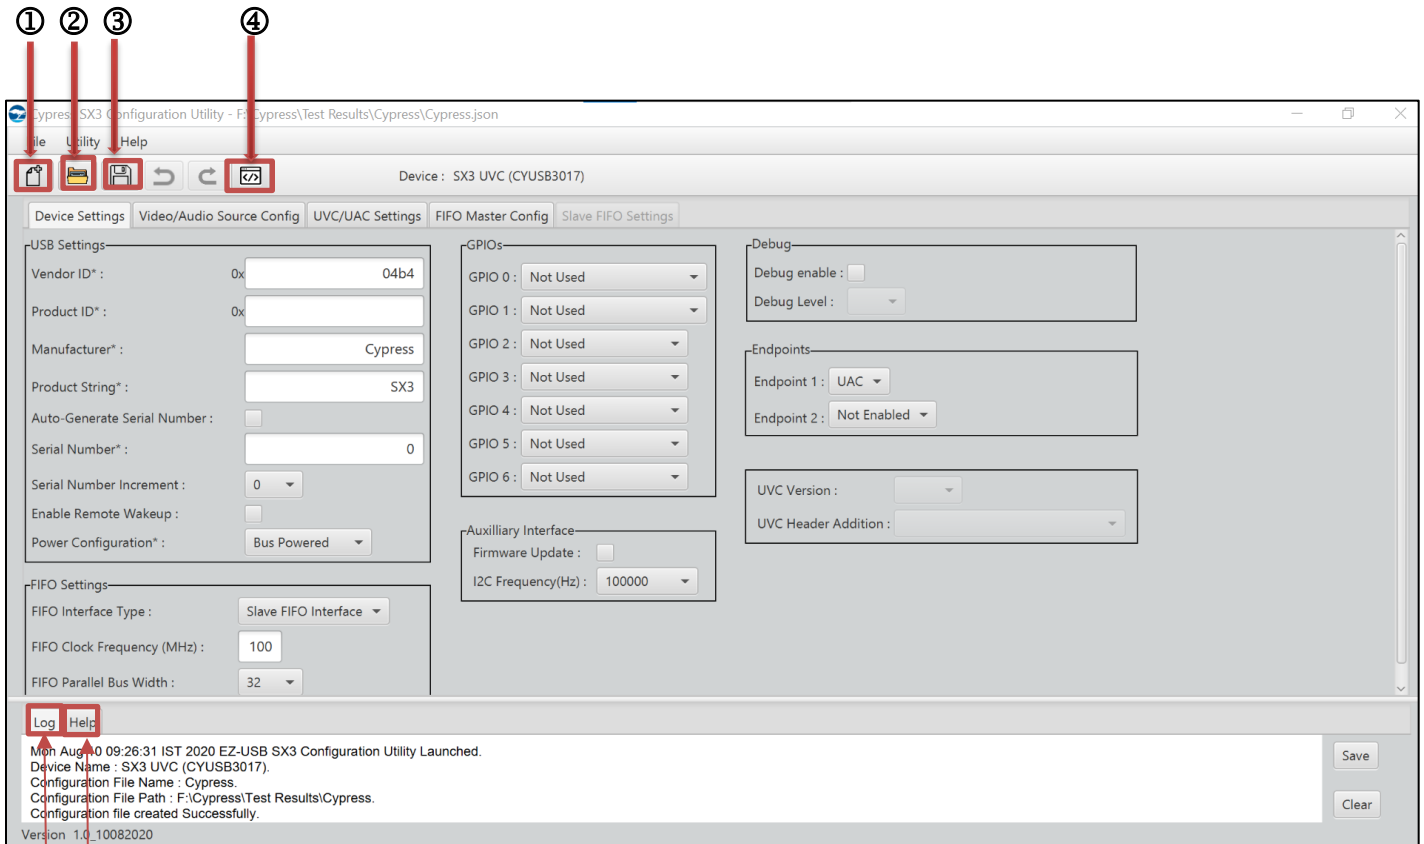 ① ② ③ ④
Cypress SX3 Configuration Utility - F:\Cypress\Test Results\Cypress\Cypress.json
File Utility Help
Device : SX3 UVC (CYUSB3017)
Device Settings Video/Audio Source Config UVC/UAC Settings FIFO Master Config Slave FIFO Settings
USB Settings
Vendor ID* : 0x 04b4
Product ID* : 0x
Manufacturer* : Cypress
Product String* : SX3
Auto-Generate Serial Number :
Serial Number* : 0
Serial Number Increment : 0
Enable Remote Wakeup :
Power Configuration* : Bus Powered
FIFO Settings
FIFO Interface Type : Slave FIFO Interface
FIFO Clock Frequency (MHz) : 100
FIFO Parallel Bus Width : 32
GPIOs
GPIO 0 : Not Used
GPIO 1 : Not Used
GPIO 2 : Not Used
GPIO 3 : Not Used
GPIO 4 : Not Used
GPIO 5 : Not Used
GPIO 6 : Not Used
Auxilliary Interface
Firmware Update :
I2C Frequency(Hz) : 100000
Debug
Debug enable :
Debug Level :
Endpoints
Endpoint 1 : UAC
Endpoint 2 : Not Enabled
UVC Version :
UVC Header Addition :
Log Help
Mon Aug 10 09:26:31 IST 2020 EZ-USB SX3 Configuration Utility Launched.
Device Name : SX3 UVC (CYUSB3017).
Configuration File Name : Cypress.
Configuration File Path : F:\Cypress\Test Results\Cypress.
Configuration file created Successfully.
Save
Clear
Version 1.0_10082020